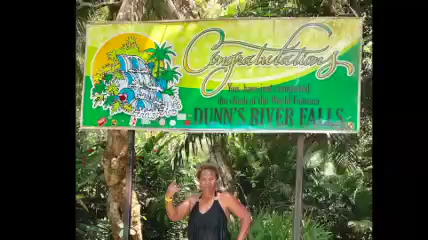 Congratulations
You have just completed
the climb of the World Famous
DUNN'S RIVER FALLS